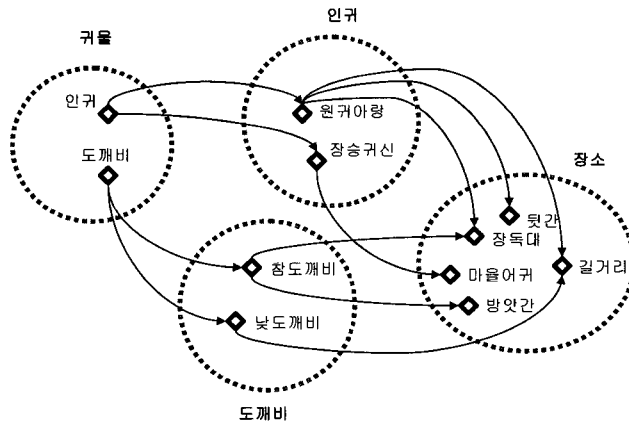 귀물
인귀
인귀
도깨비
원귀아랑
장승귀신
장소
뒷간
장독대
마을어귀
길거리
방앗간
참도깨비
낮도깨비
도깨비